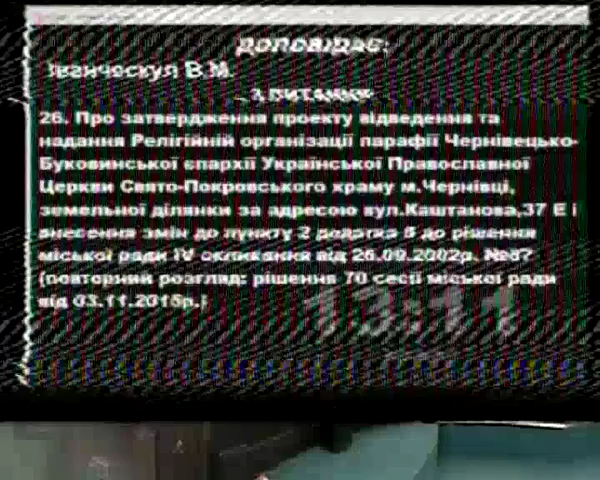 ДОПОВІДАЄ:
Іванческул В.М.
З ПИТАННЯ
26. Про затвердження проекту відведення та
надання Релігійній організації парафії Чернівецько-
Буковинської єпархії Української Православної
Церкви Свято-Покровського храму м.Чернівці,
земельної ділянки за адресою вул.Каштанова,37 Е і
внесення змін до пункту 2 додатка 6 до рішення
міської ради IV скликання від 26.09.2002р. №87
(повторний розгляд: рішення 70 сесії міської ради
від 03.11.2015р.)
13:11